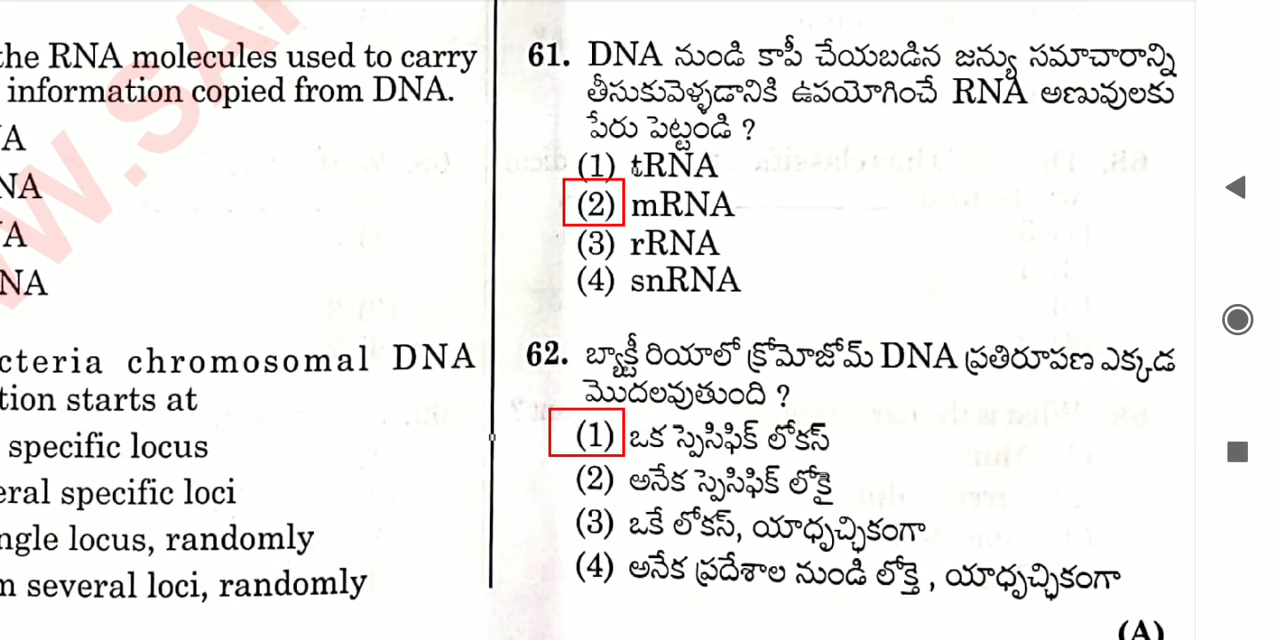 the RNA molecules used to carry
information copied from DNA.
A
NA
A
NA
cteria chromosomal DNA
tion starts at
specific locus
eral specific loci
ngle locus, randomly
m several loci, randomly
61. DNA నుండి కాపీ చేయబడిన జన్యు సమాచారాన్ని
తీసుకువెళ్ళడానికి ఉపయోగించే RNA అణువులకు
పేరు పెట్టండి ?
(1) tRNA
(2) mRNA
(3) rRNA
(4) snRNA
62. బ్యాక్టీరియాలో క్రోమోజోమ్ DNA ప్రతిరూపణ ఎక్కడ
మొదలవుతుంది ?
(1) ఒక స్పెసిఫిక్ లోకస్
(2) అనేక స్పెసిఫిక్ లోకై
(3) ఒకే లోకస్, యాధృచ్ఛికంగా
(4) అనేక ప్రదేశాల నుండి లోక్తె , యాధృచ్ఛికంగా
(A)
W.SA